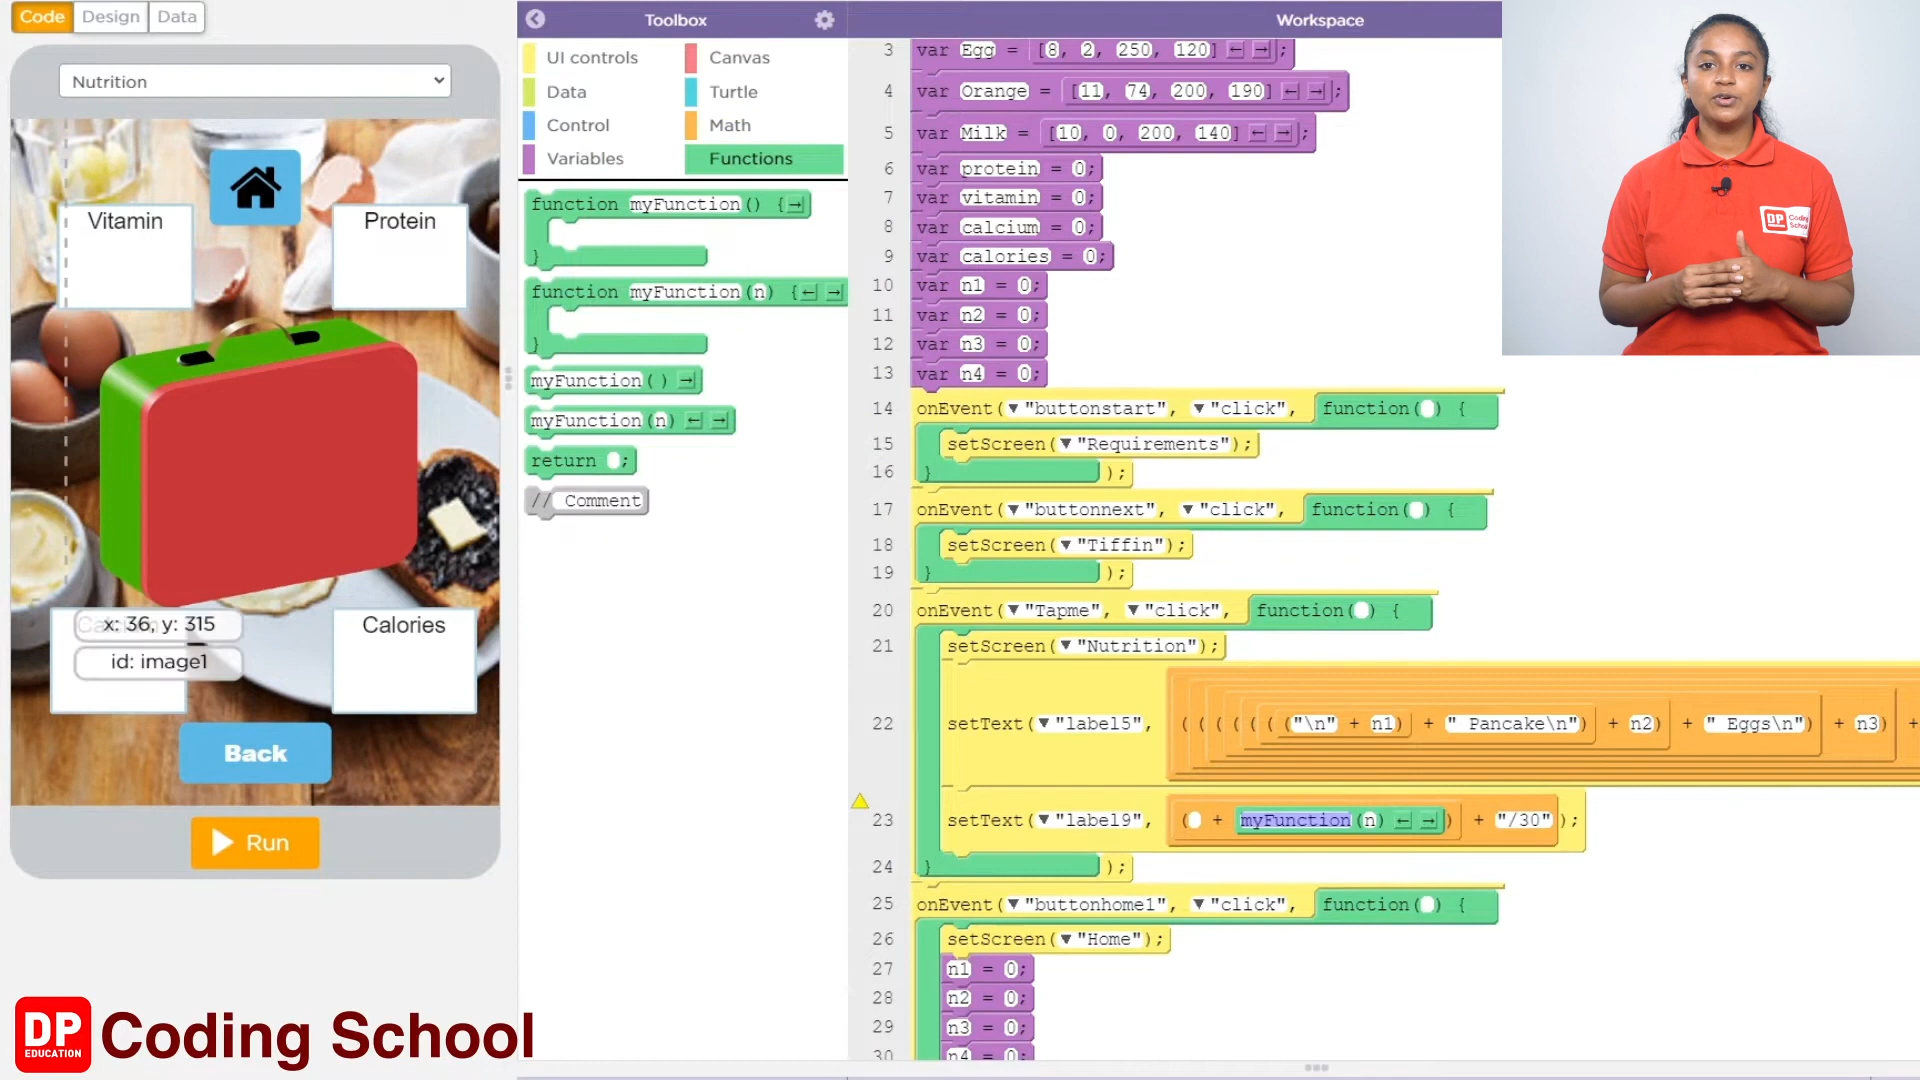 Code Design Data
Nutrition
Vitamin
Protein
x: 36, y: 315
id: image1
Calories
Back
Run
DP
EDUCATION
Coding School
Toolbox
UI controls
Canvas
Data
Turtle
Control
Math
Variables
Functions
function myFunction() {
}
function myFunction(n) {
}
myFunction()
myFunction(n)
return ;
// Comment
Workspace
3 var Egg = [8, 2, 250, 120];
4 var Orange = [11, 74, 200, 190];
5 var Milk = [10, 0, 200, 140];
6 var protein = 0;
7 var vitamin = 0;
8 var calcium = 0;
9 var calories = 0;
10 var n1 = 0;
11 var n2 = 0;
12 var n3 = 0;
13 var n4 = 0;
14 onEvent("buttonstart", "click", function() {
15 setScreen("Requirements");
16 });
17 onEvent("buttonnext", "click", function() {
18 setScreen("Tiffin");
19 });
20 onEvent("Tapme", "click", function() {
21 setScreen("Nutrition");
22 setText("label5", (((((("\n" + n1) + " Pancake\n") + n2) + " Eggs\n") + n3) +
23 setText("label9", ( + myFunction(n)) + "/30");
24 });
25 onEvent("buttonhome1", "click", function() {
26 setScreen("Home");
27 n1 = 0;
28 n2 = 0;
29 n3 = 0;
30 n4 = 0;
DP Coding School